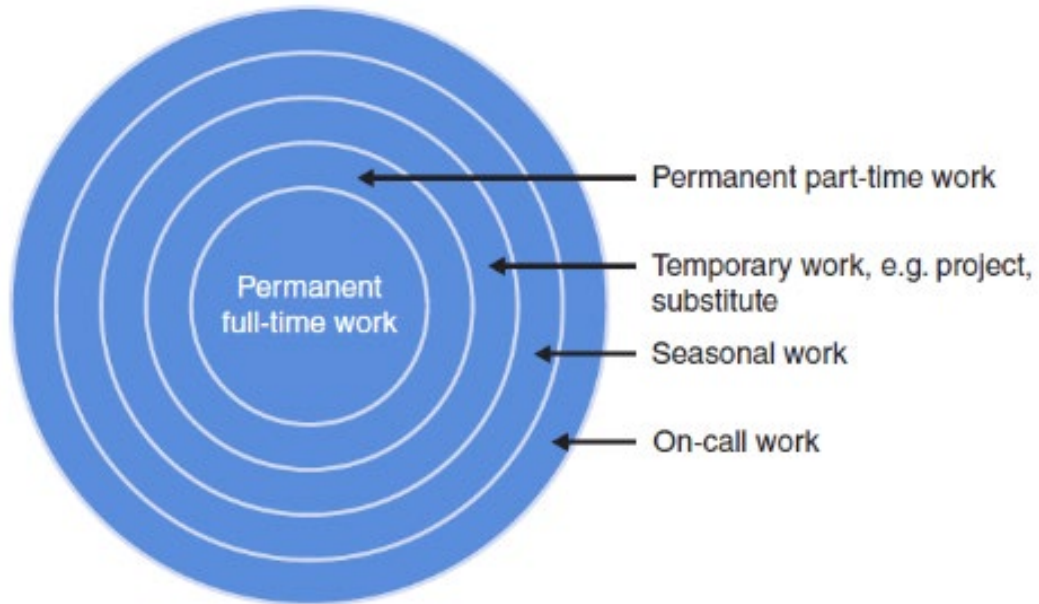 Permanent
full-time work
Permanent part-time work
Temporary work, e.g. project,
substitute
Seasonal work
On-call work